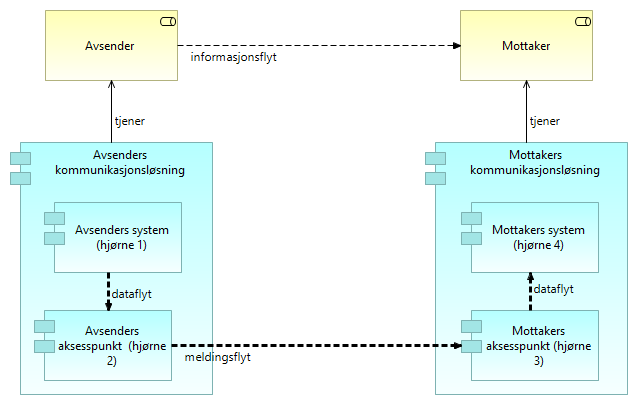 Avsender
Mottaker
informasjonsflyt
tjener
tjener
Avsenders
kommunikasjonsløsning
Mottakers
kommunikasjonsløsning
Avsenders system
(hjørne 1)
Mottakers system
(hjørne 4)
dataflyt
dataflyt
Avsenders
aksesspunkt (hjørne
2)
Mottakers
aksesspunkt (hjørne
3)
meldingsflyt